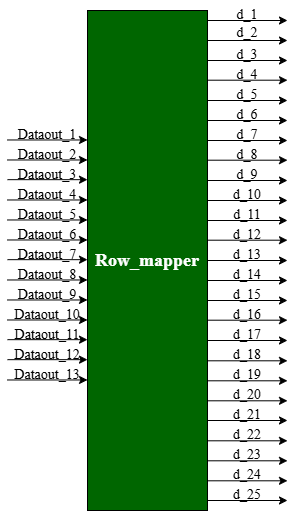 Dataout_1
Dataout_2
Dataout_3
Dataout_4
Dataout_5
Dataout_6
Dataout_7
Dataout_8
Dataout_9
Dataout_10
Dataout_11
Dataout_12
Dataout_13
Row_mapper
d_1
d_2
d_3
d_4
d_5
d_6
d_7
d_8
d_9
d_10
d_11
d_12
d_13
d_14
d_15
d_16
d_17
d_18
d_19
d_20
d_21
d_22
d_23
d_24
d_25